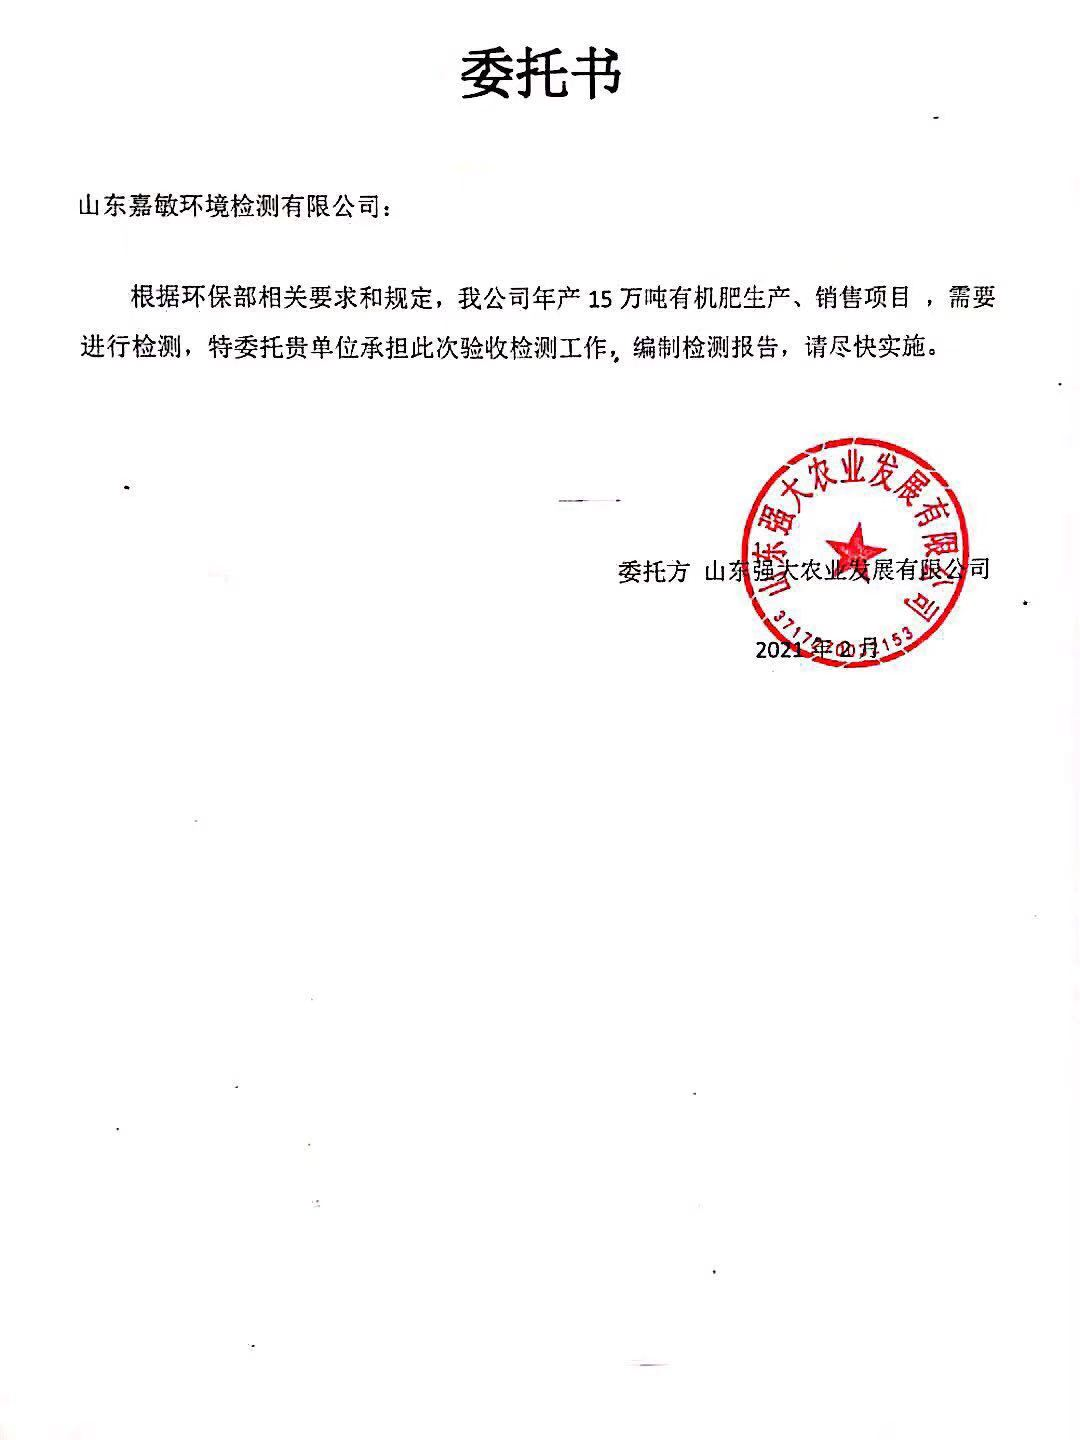 委托书
山东嘉敏环境检测有限公司：
根据环保部相关要求和规定，我公司年产 15 万吨有机肥生产、销售项目 ，需要
进行检测，特委托贵单位承担此次验收检测工作，编制检测报告，请尽快实施。
山东强大农业发展有限公司
委托方 山东强大农业发展有限公司
2021 年 2 月